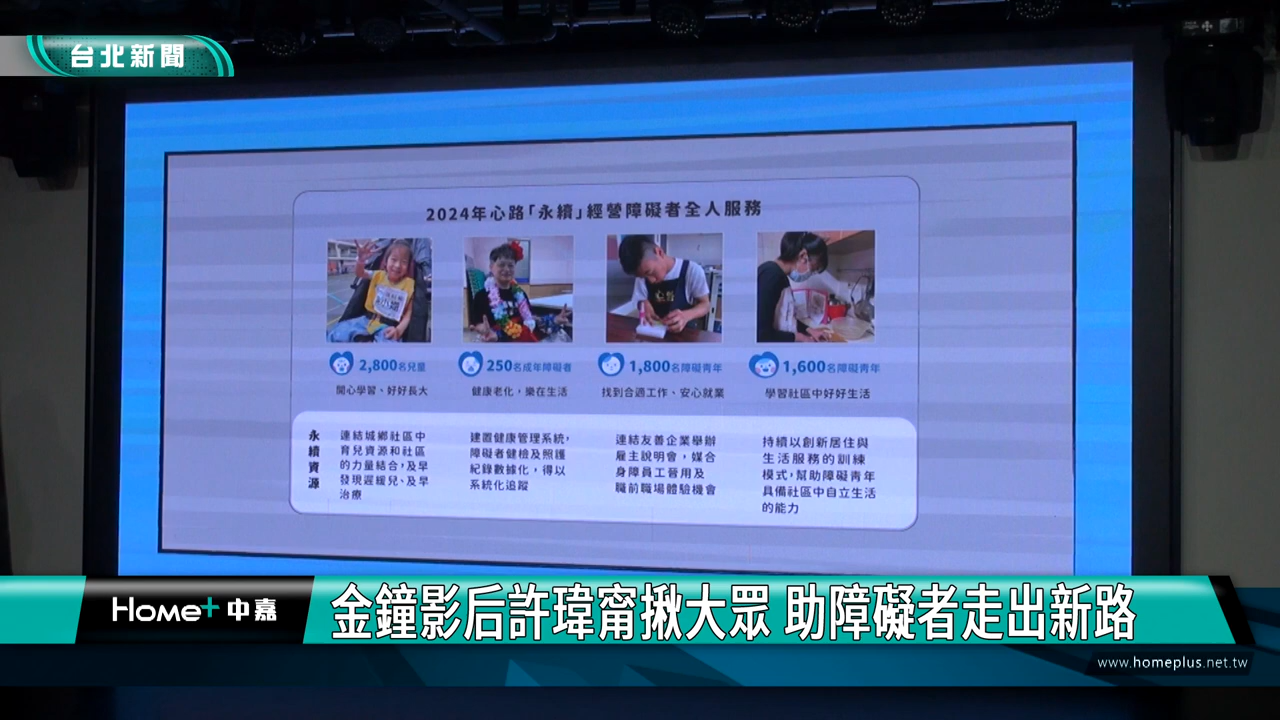 台北新聞
2024年心路「永續」經營障礙者全人服務
2,800名兒童
開心學習、好好長大
250名成年障礙者
健康老化，樂在生活
1,800名障礙青年
找到合適工作、安心就業
1,600名障礙青年
學習社區中好好生活
永續資源
連結城鄉社區中
育兒資源和社區
的力量結合，及早
發現遲緩兒、及早
治療
建置健康管理系統，
障礙者健檢及照護
紀錄數據化，得以
系統化追蹤
連結友善企業舉辦
雇主說明會，媒合
身障員工晉用及
職前職場體驗機會
持續以創新居住與
生活服務的訓練
模式，幫助障礙青年
具備社區中自立生活
的能力
Home+ 中嘉
金鐘影后許瑋甯揪大眾 助障礙者走出新路
www.homeplus.net.tw